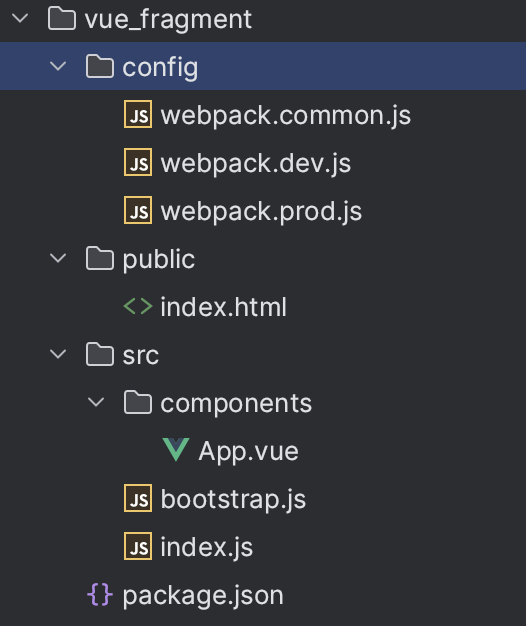 vue_fragment
config
JS webpack.common.js
JS webpack.dev.js
JS webpack.prod.js
public
<> index.html
src
components
App.vue
JS bootstrap.js
JS index.js
{} package.json